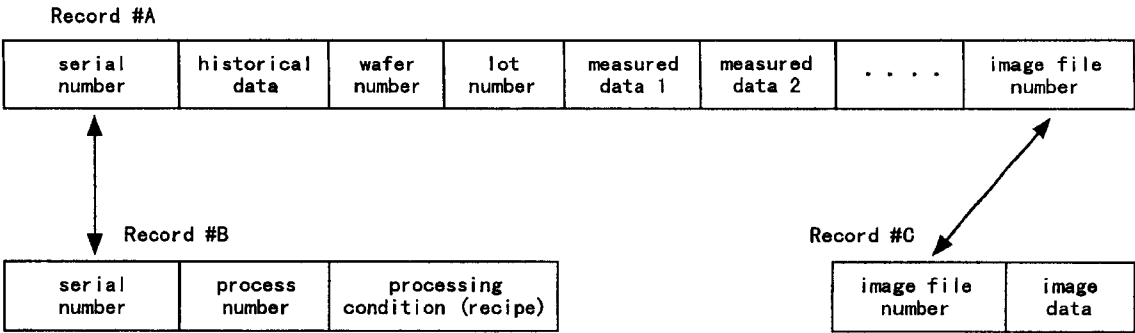 Record #A
serial number
historical data
wafer number
lot number
measured data 1
measured data 2
. . . .
image file number
Record #B
serial number
process number
processing condition (recipe)
Record #C
image file number
image data